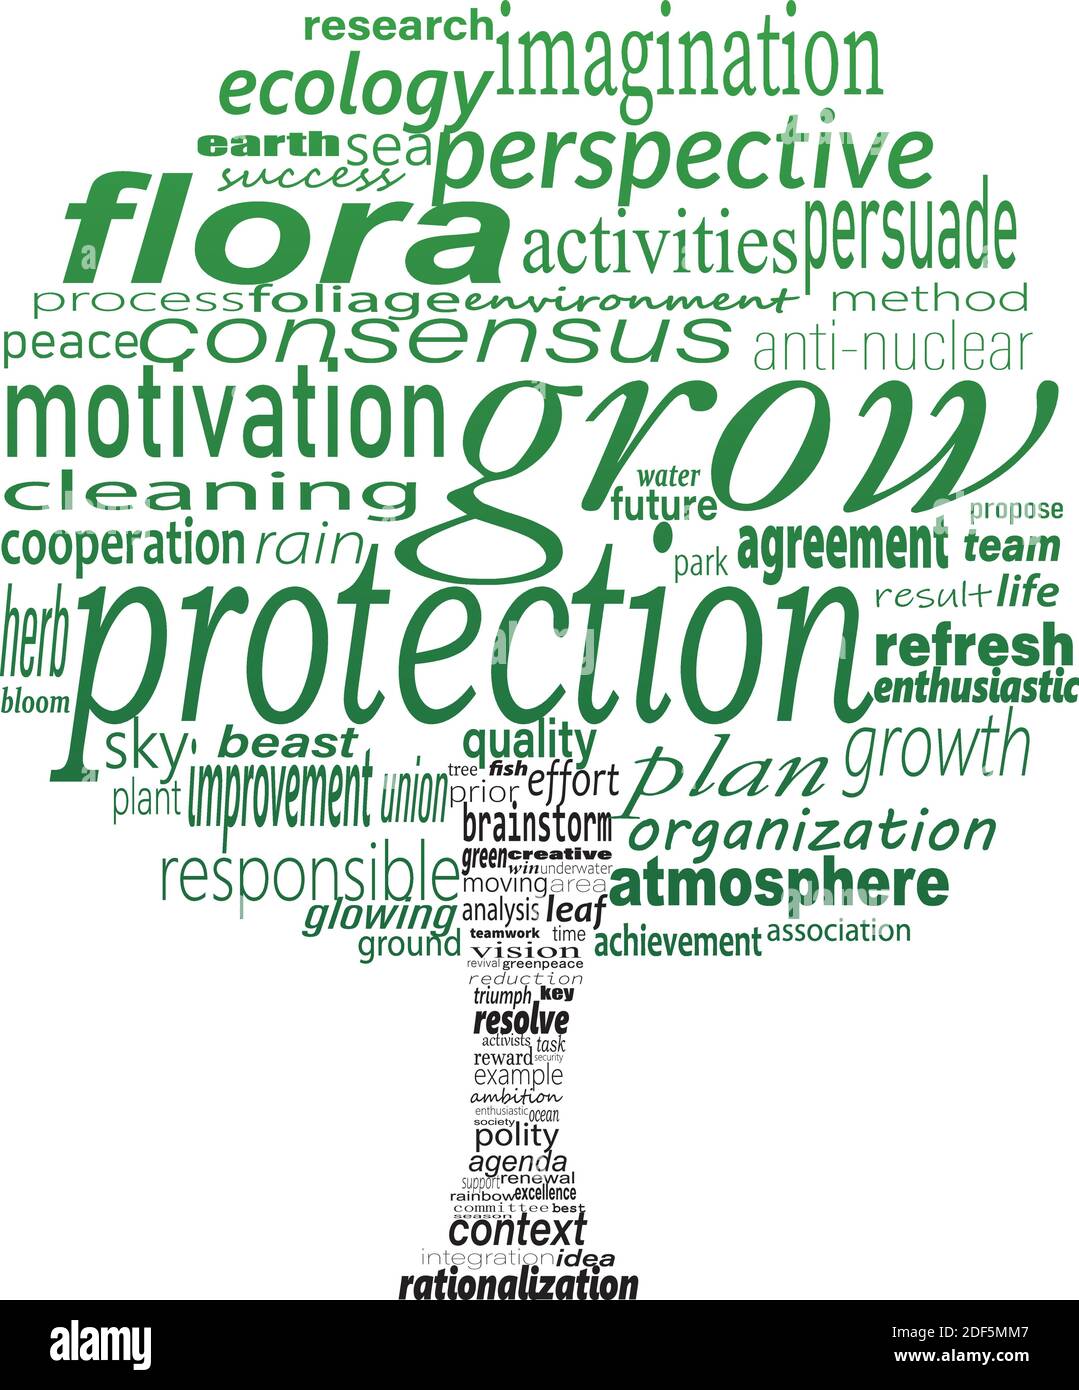 research imagination
ecology
earth sea perspective
success
flora activities persuade
process foliage environment method
peace consensus anti-nuclear
motivation grow
cleaning water
future propose
cooperation rain park agreement team
herb protection result life
refresh
bloom enthusiastic
sky beast quality plan growth
plant improvement union tree fish effort
prior
brainstorm organization
responsible green creative
win underwater
moving area atmosphere
glowing analysis leaf
ground teamwork time achievement association
vision
revival greenpeace
reduction
triumph key
resolve
activists task
reward security
example
ambition
enthusiastic ocean
society
polity
agenda
support renewal
rainbow excellence
committee best
season
context
integration idea
rationalization
a
alamy
alamy
Image ID: 2DF5MM7
www.alamy.com